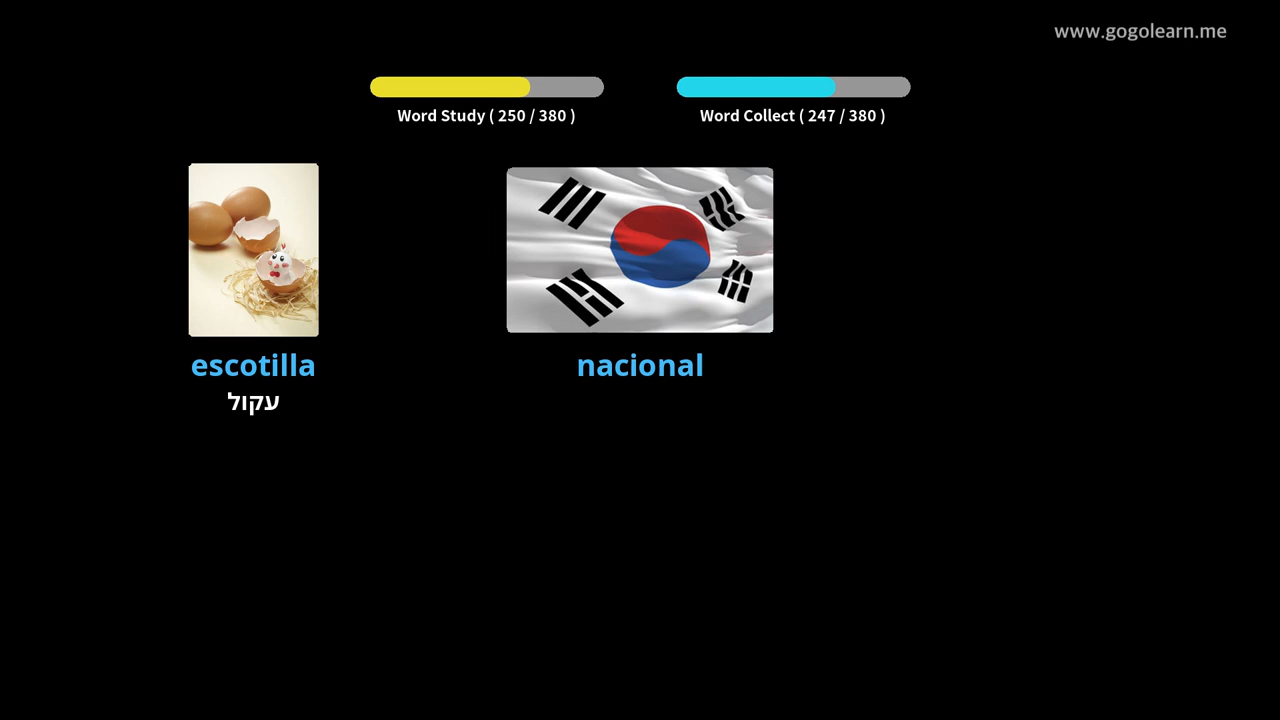 www.gogolearn.me
Word Study ( 250 / 380 )
Word Collect ( 247 / 380 )
escotilla
nacional
עקול